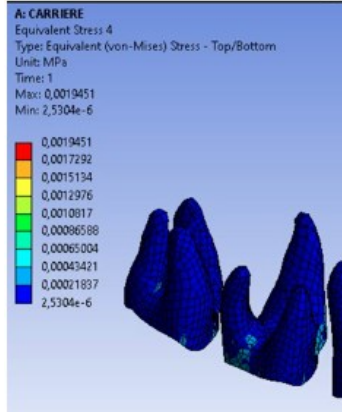 A: CARRIERE
Equivalent Stress 4
Type: Equivalent (von-Mises) Stress - Top/Bottom
Unit: MPa
Time: 1
Max: 0,0019451
Min: 2,5304e-6
0,0019451
0,0017292
0,0015134
0,0012976
0,0010817
0,00086588
0,00065004
0,00043421
0,00021837
2,5304e-6